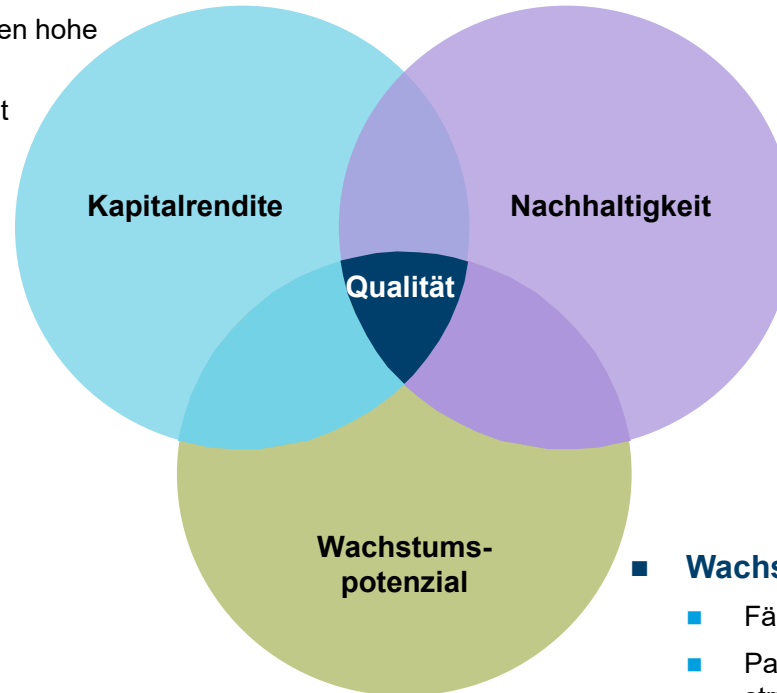 en hohe
t
Kapitalrendite
Nachhaltigkeit
Qualität
Wachstums-
potenzial
Wachs
Fä
Pa